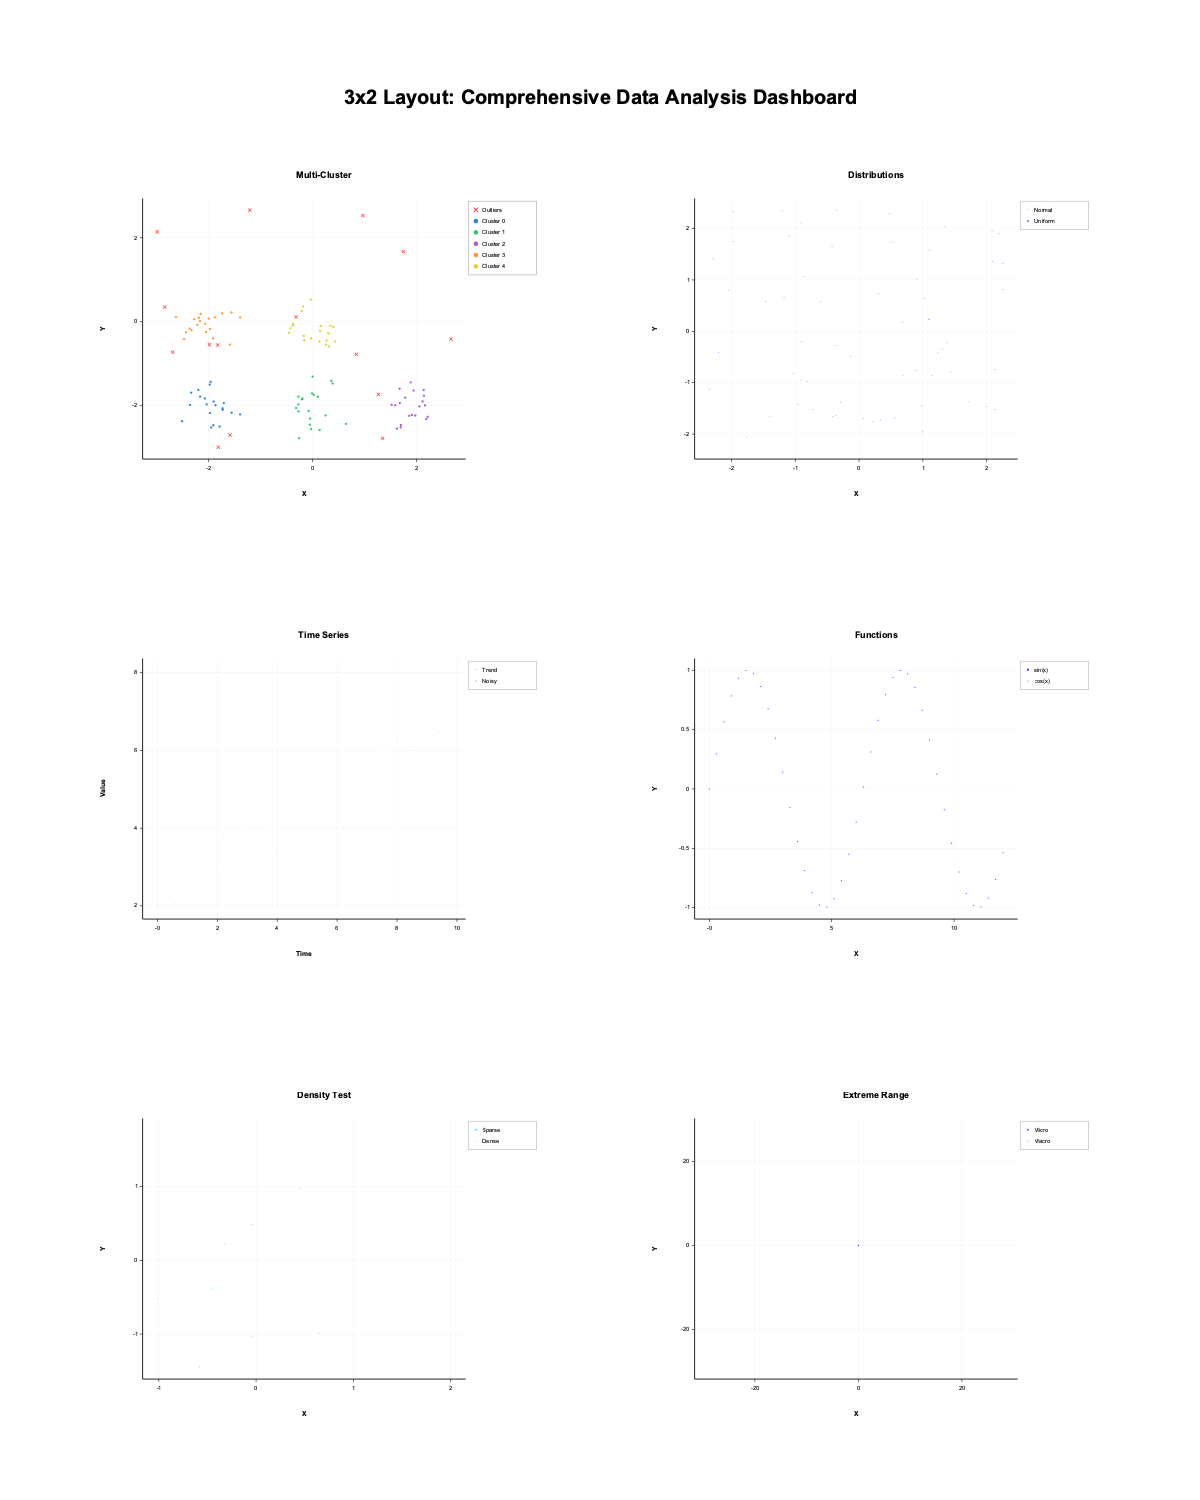 3x2 Layout: Comprehensive Data Analysis Dashboard
Multi-Cluster
Outliers
Cluster 0
Cluster 1
Cluster 2
Cluster 3
Cluster 4
2
0
-2
-2 0 2
Y
X
Distributions
Normal
Uniform
2
1
0
-1
-2
-2 -1 0 1 2
Y
X
Time Series
Trend
Noisy
8
6
4
2
-0 2 4 6 8 10
Value
Time
Functions
sin(x)
cos(x)
1
0.5
0
-0.5
-1
-0 5 10
Y
X
Density Test
Sparse
Dense
1
0
-1
-1 0 1 2
Y
X
Extreme Range
Micro
Macro
20
0
-20
-20 0 20
Y
X